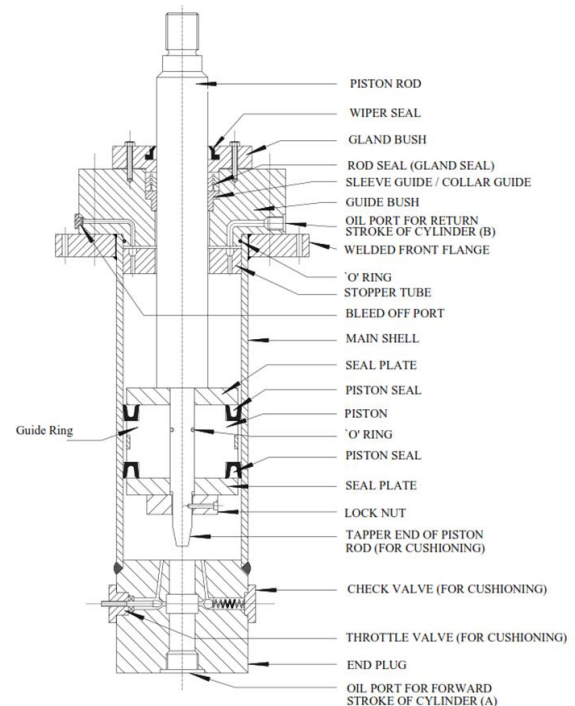 PISTON ROD
WIPER SEAL
GLAND BUSH
ROD SEAL (GLAND SEAL)
SLEEVE GUIDE / COLLAR GUIDE
GUIDE BUSH
OIL PORT FOR RETURN
STROKE OF CYLINDER (B)
WELDED FRONT FLANGE
`O' RING
STOPPER TUBE
BLEED OFF PORT
MAIN SHELL
SEAL PLATE
PISTON SEAL
PISTON
Guide Ring
`O' RING
PISTON SEAL
SEAL PLATE
LOCK NUT
TAPPER END OF PISTON
ROD (FOR CUSHIONING)
CHECK VALVE (FOR CUSHIONING)
THROTTLE VALVE (FOR CUSHIONING)
END PLUG
OIL PORT FOR FORWARD
STROKE OF CYLINDER (A)